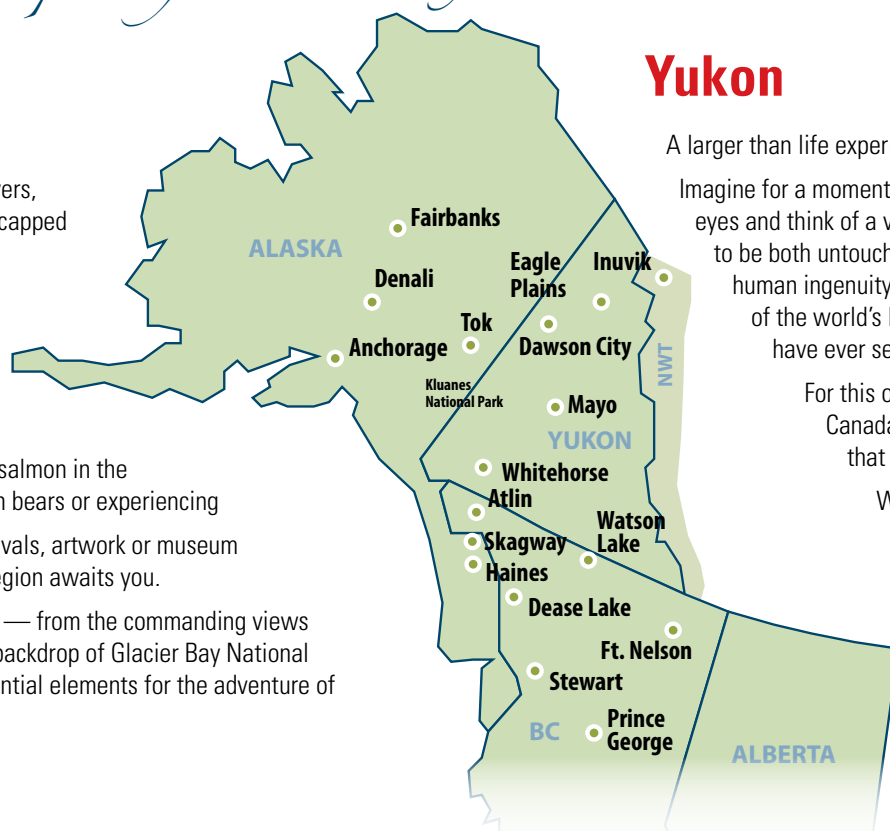 ers,
capped
salmon in the
n bears or experiencing
ivals, artwork or museum
egion awaits you.
— from the commanding views
backdrop of Glacier Bay National
ntial elements for the adventure of
ALASKA
Fairbanks
Denali
Tok
Anchorage
Kluanes
National Park
Eagle
Plains
Inuvik
Dawson City
NWT
Mayo
YUKON
Whitehorse
Atlin
Watson
Lake
Skagway
Haines
Dease Lake
Ft. Nelson
Stewart
BC
Prince
George
ALBERTA
Yukon
A larger than life exper
Imagine for a moment
eyes and think of a v
to be both untouch
human ingenuity
of the world’s
have ever se
For this
Canada
that
W